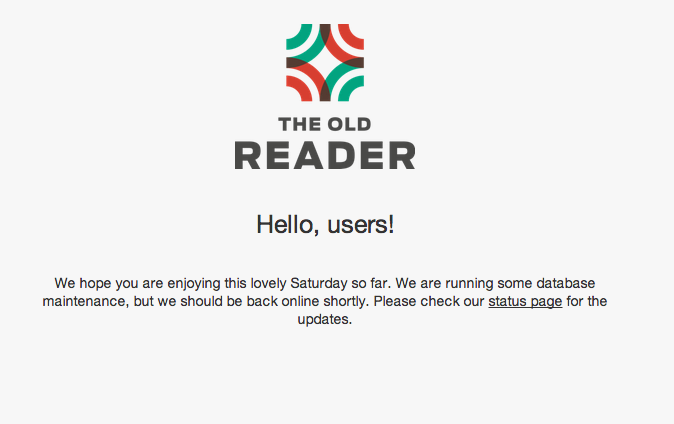 THE OLD
READER
Hello, users!
We hope you are enjoying this lovely Saturday so far. We are running some database
maintenance, but we should be back online shortly. Please check our status page for the
updates.